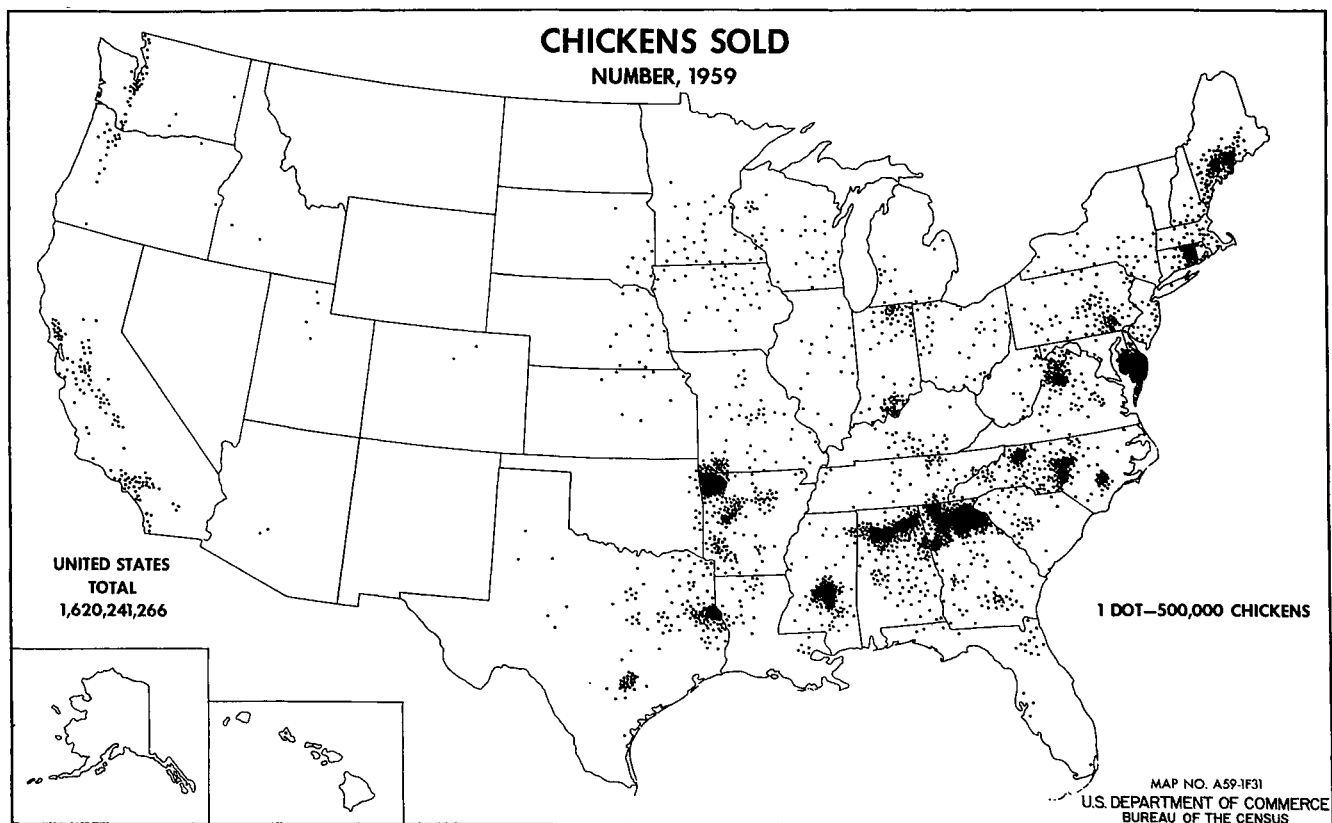 CHICKENS SOLD
NUMBER, 1959
UNITED STATES
TOTAL
1,620,241,266
1 DOT—500,000 CHICKENS
MAP NO. A59-1F31
U.S. DEPARTMENT OF COMMERCE
BUREAU OF THE CENSUS